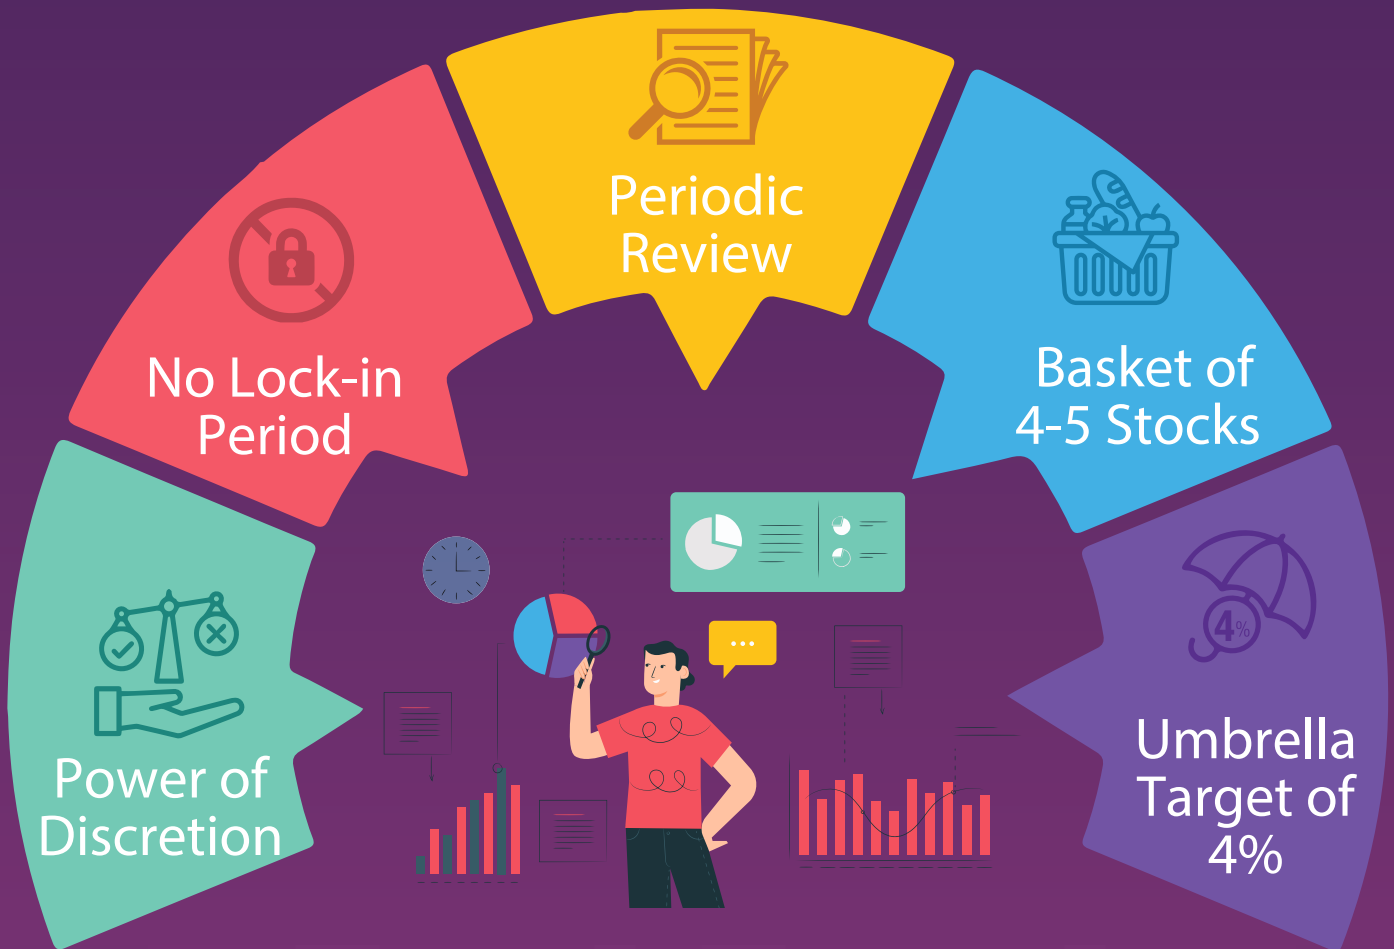 Power of
Discretion
No Lock-in
Period
Periodic
Review
Basket of
4-5 Stocks
4%
Umbrella
Target of
4%